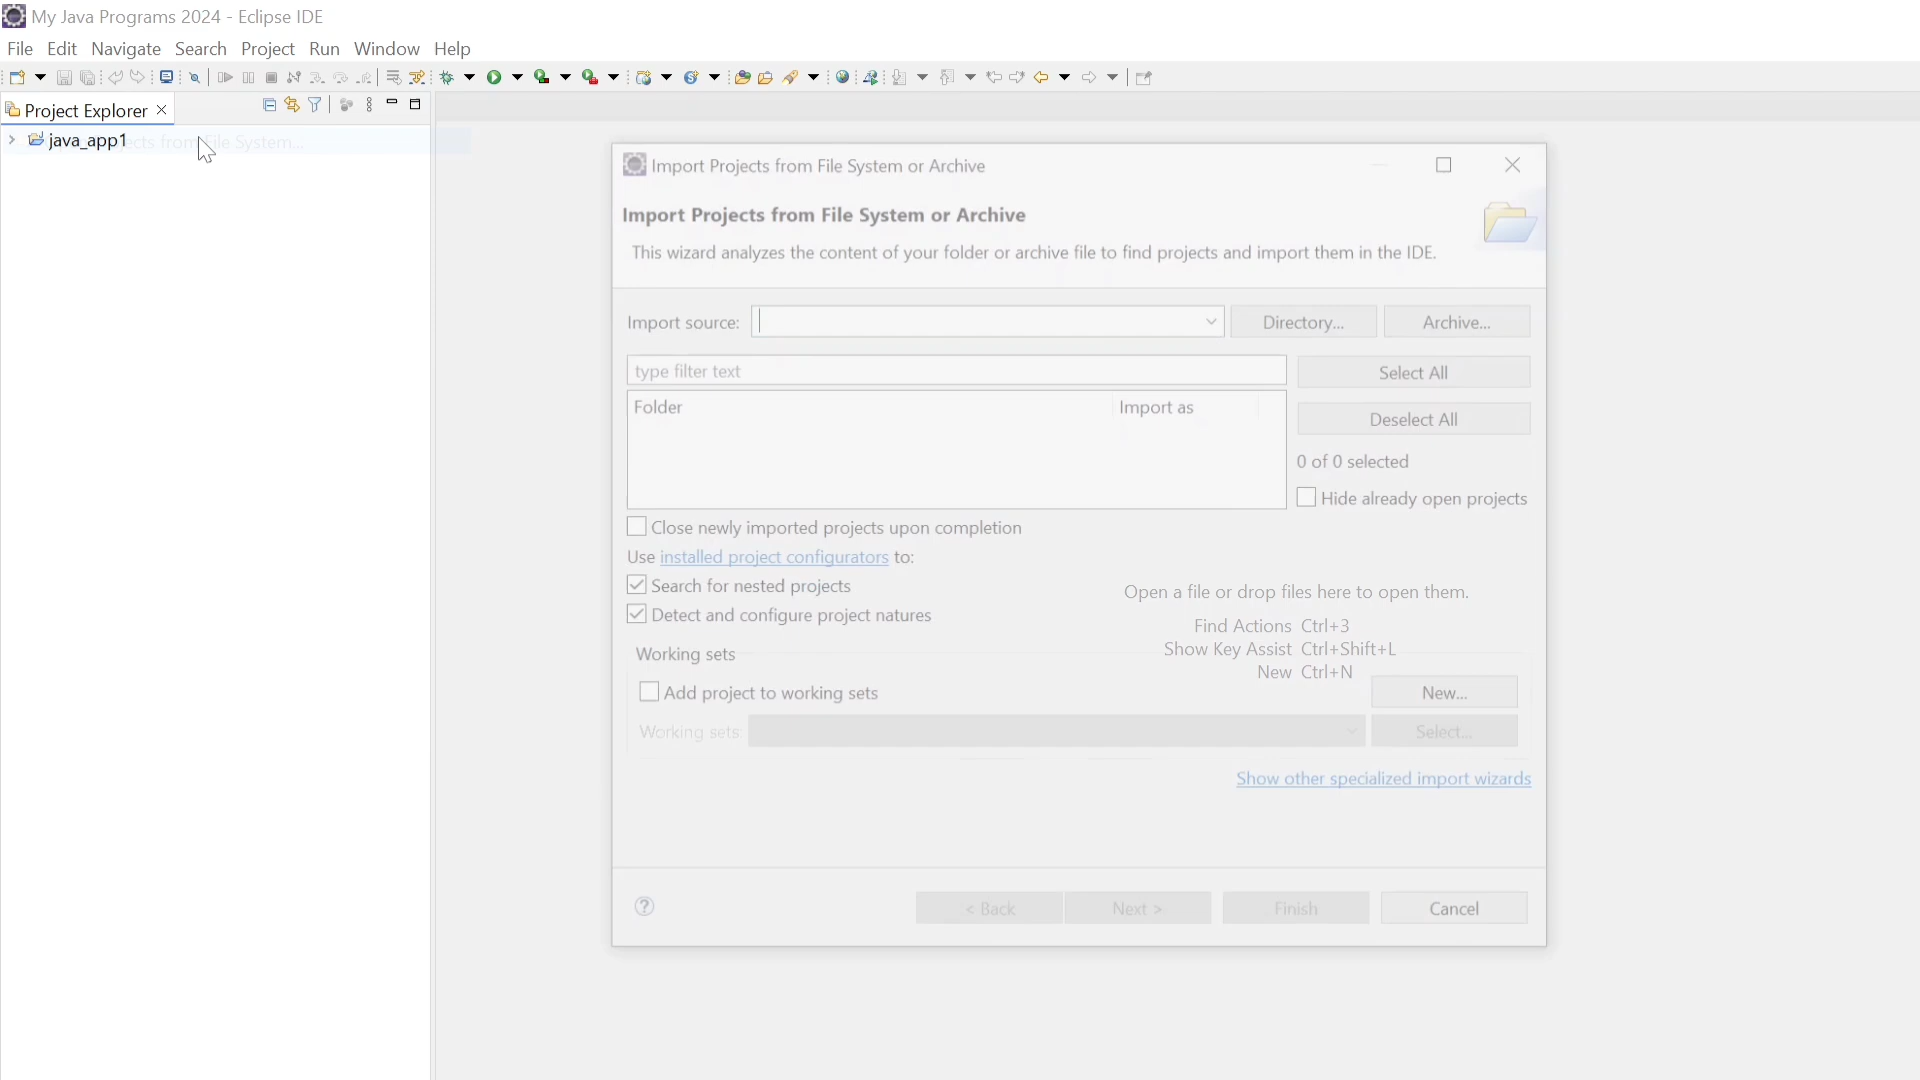 My Java Programs 2024 - Eclipse IDE
File Edit Navigate Search Project Run Window Help
Project Explorer
java_app1
Import Projects from File System or Archive
Import Projects from File System or Archive
This wizard analyzes the content of your folder or archive file to find projects and import them in the IDE.
Import source: Directory... Archive...
type filter text Select All
Folder Import as
Deselect All
0 of 0 selected
Hide already open projects
Close newly imported projects upon completion
Use installed project configurators to:
Search for nested projects
Open a file or drop files here to open them.
Detect and configure project natures
Find Actions Ctrl+3
Show Key Assist Ctrl+Shift+L
New Ctrl+N
Working sets
Add project to working sets New...
Working sets: Select...
Show other specialized import wizards
< Back Next > Finish Cancel